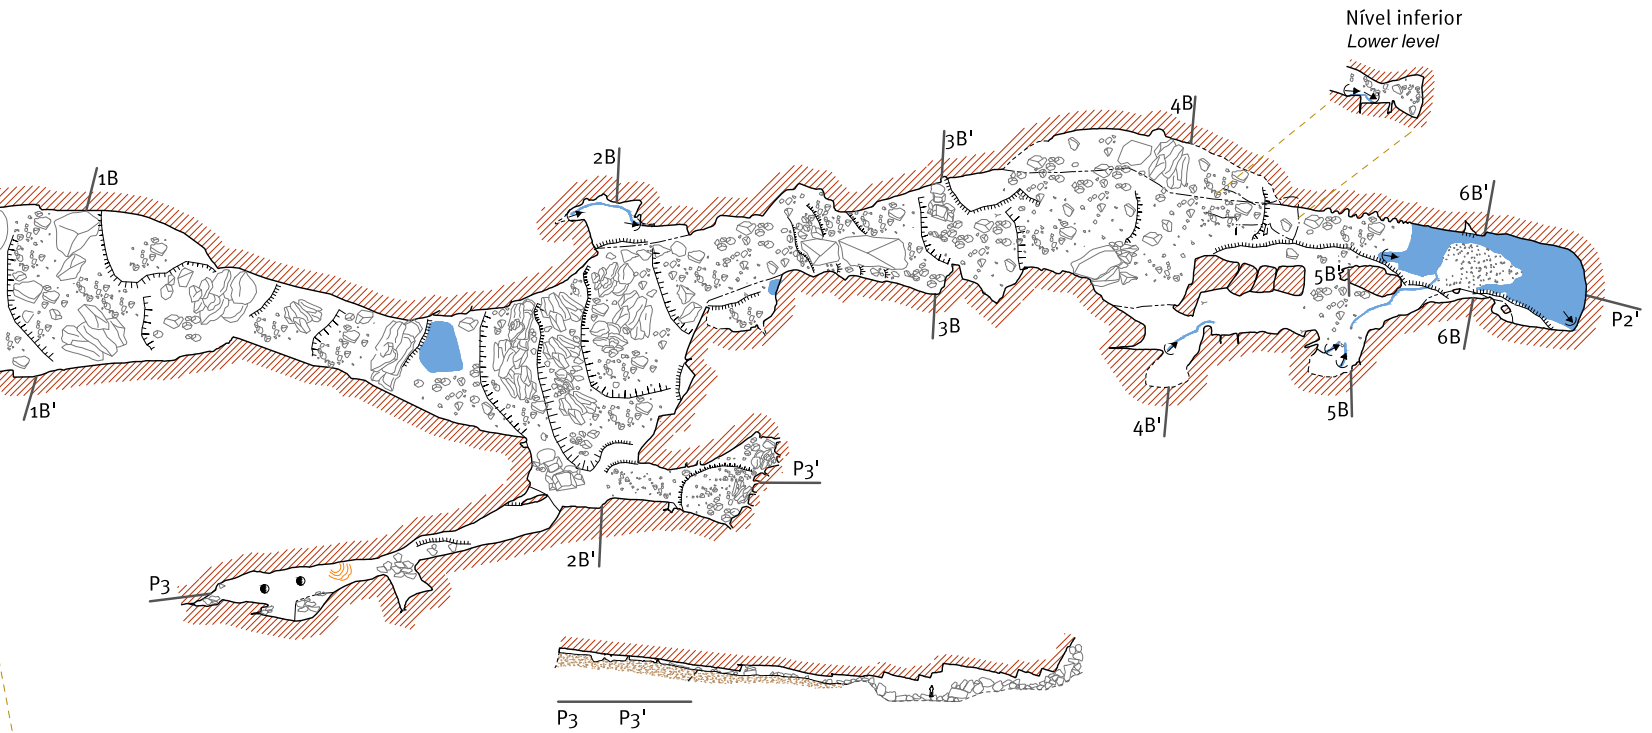 Nível inferior
Lower level
4B
3B'
2B
1B
6B'
5B'
P2'
6B
3B
1B'
5B
4B'
P3'
2B'
P3
P3 P3'